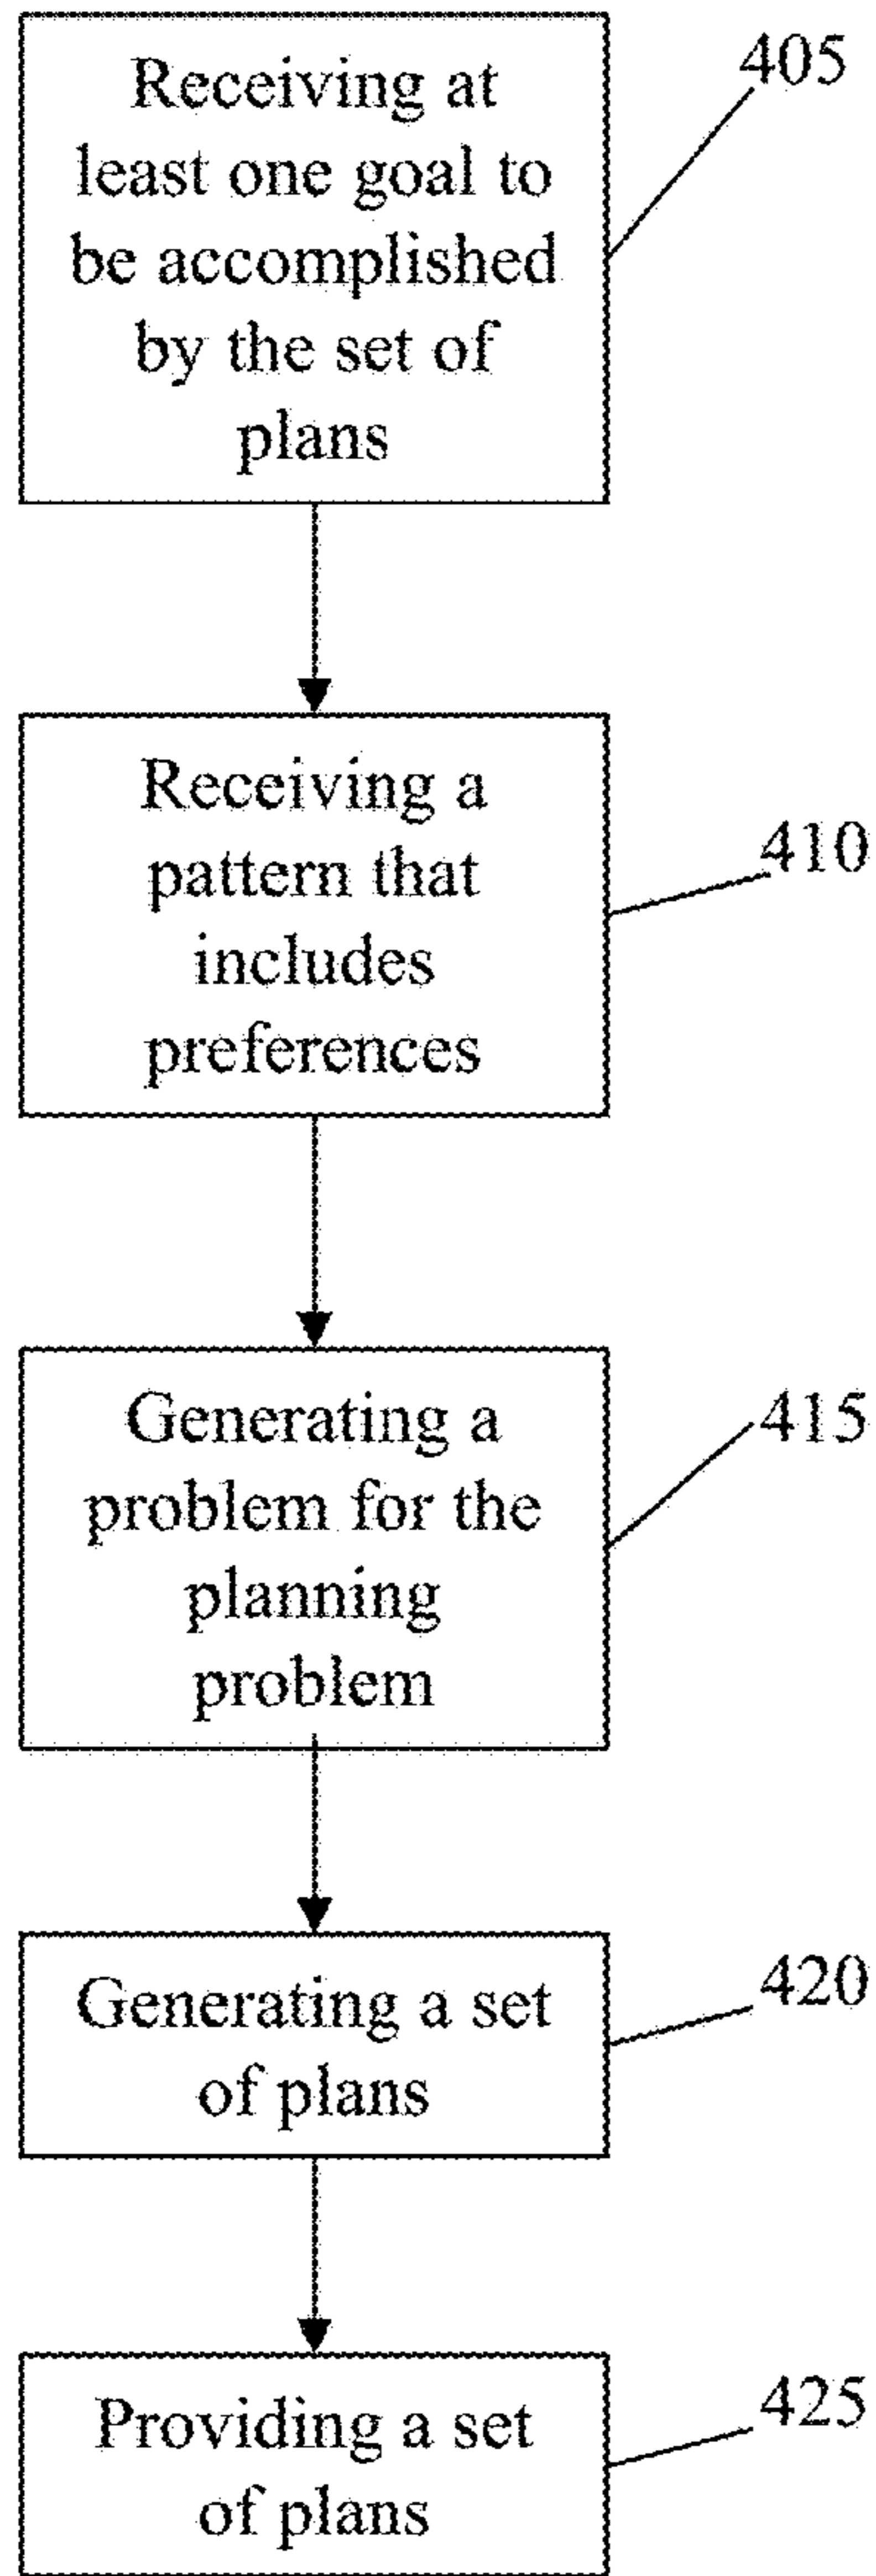 Receiving at
least one goal to
be accomplished
by the set of
plans
405
Receiving a
pattern that
includes
preferences
410
Generating a
problem for the
planning
problem
415
Generating a set
of plans
420
Providing a set
of plans
425